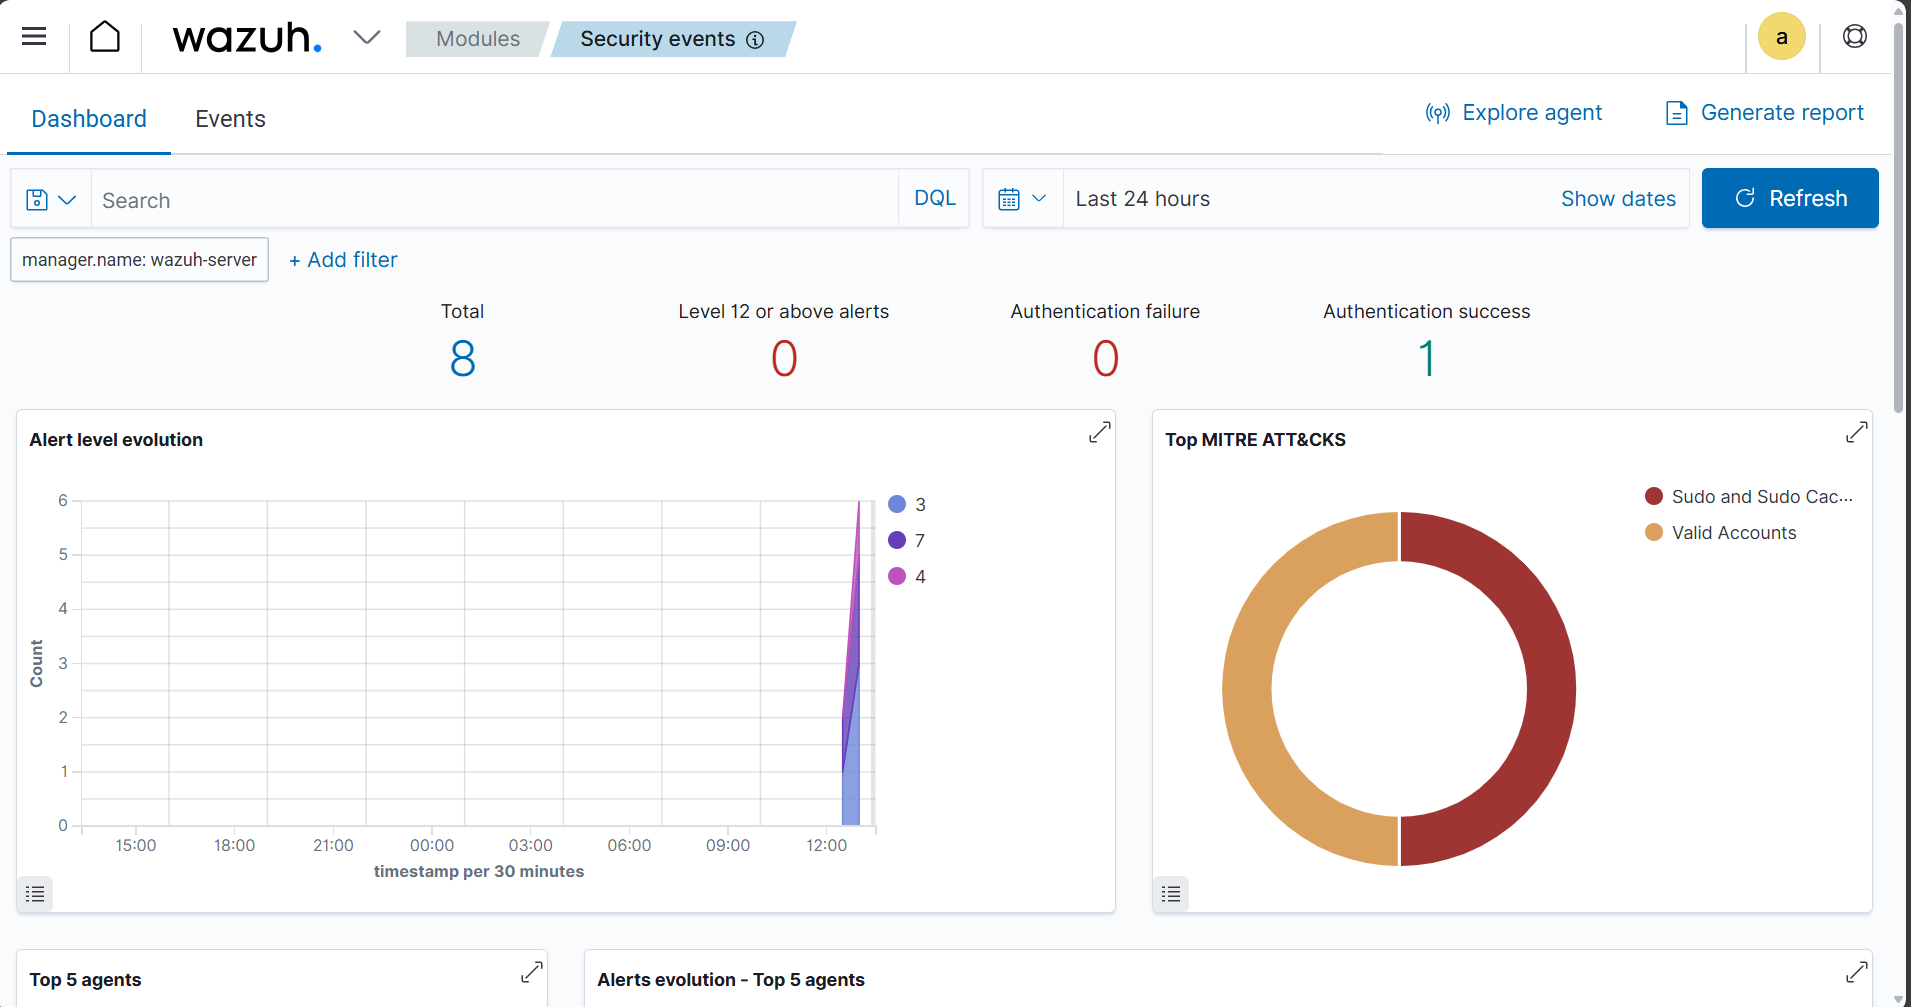 wazuh.
Modules
Security events
a
Dashboard
Events
Explore agent
Generate report
Search
DQL
Last 24 hours
Show dates
Refresh
manager.name: wazuh-server
+ Add filter
Total
8
Level 12 or above alerts
0
Authentication failure
0
Authentication success
1
Alert level evolution
6
5
4
3
2
1
0
Count
15:00
18:00
21:00
00:00
03:00
06:00
09:00
12:00
timestamp per 30 minutes
3
7
4
Top MITRE ATT&CKS
Sudo and Sudo Cac...
Valid Accounts
Top 5 agents
Alerts evolution - Top 5 agents